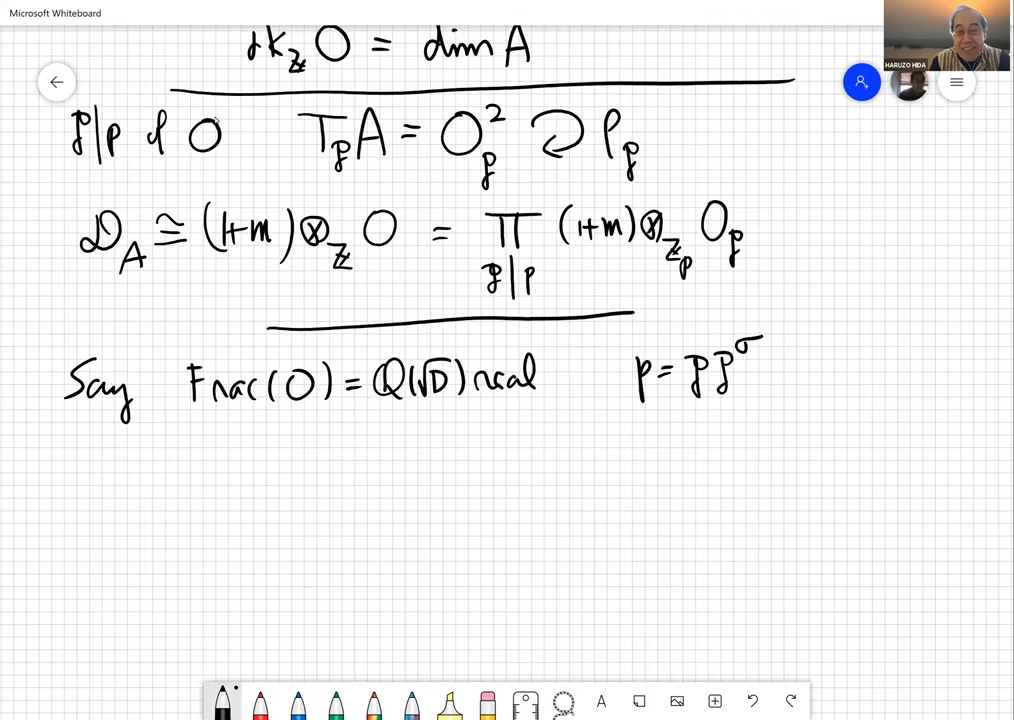 Microsoft Whiteboard
rk_ℤ O = dim A
HARUZO HIDA
𝔭|p of O T_𝔭A = O_𝔭^2 ⊃ ρ_𝔭
𝒟_A ≅ (1+m)⊗_ℤ O = ∏_{𝔭|p} (1+m)⊗_{ℤ_p} O_𝔭
Say Frac(O) = ℚ(√D) real p = 𝔭𝔭^σ
A